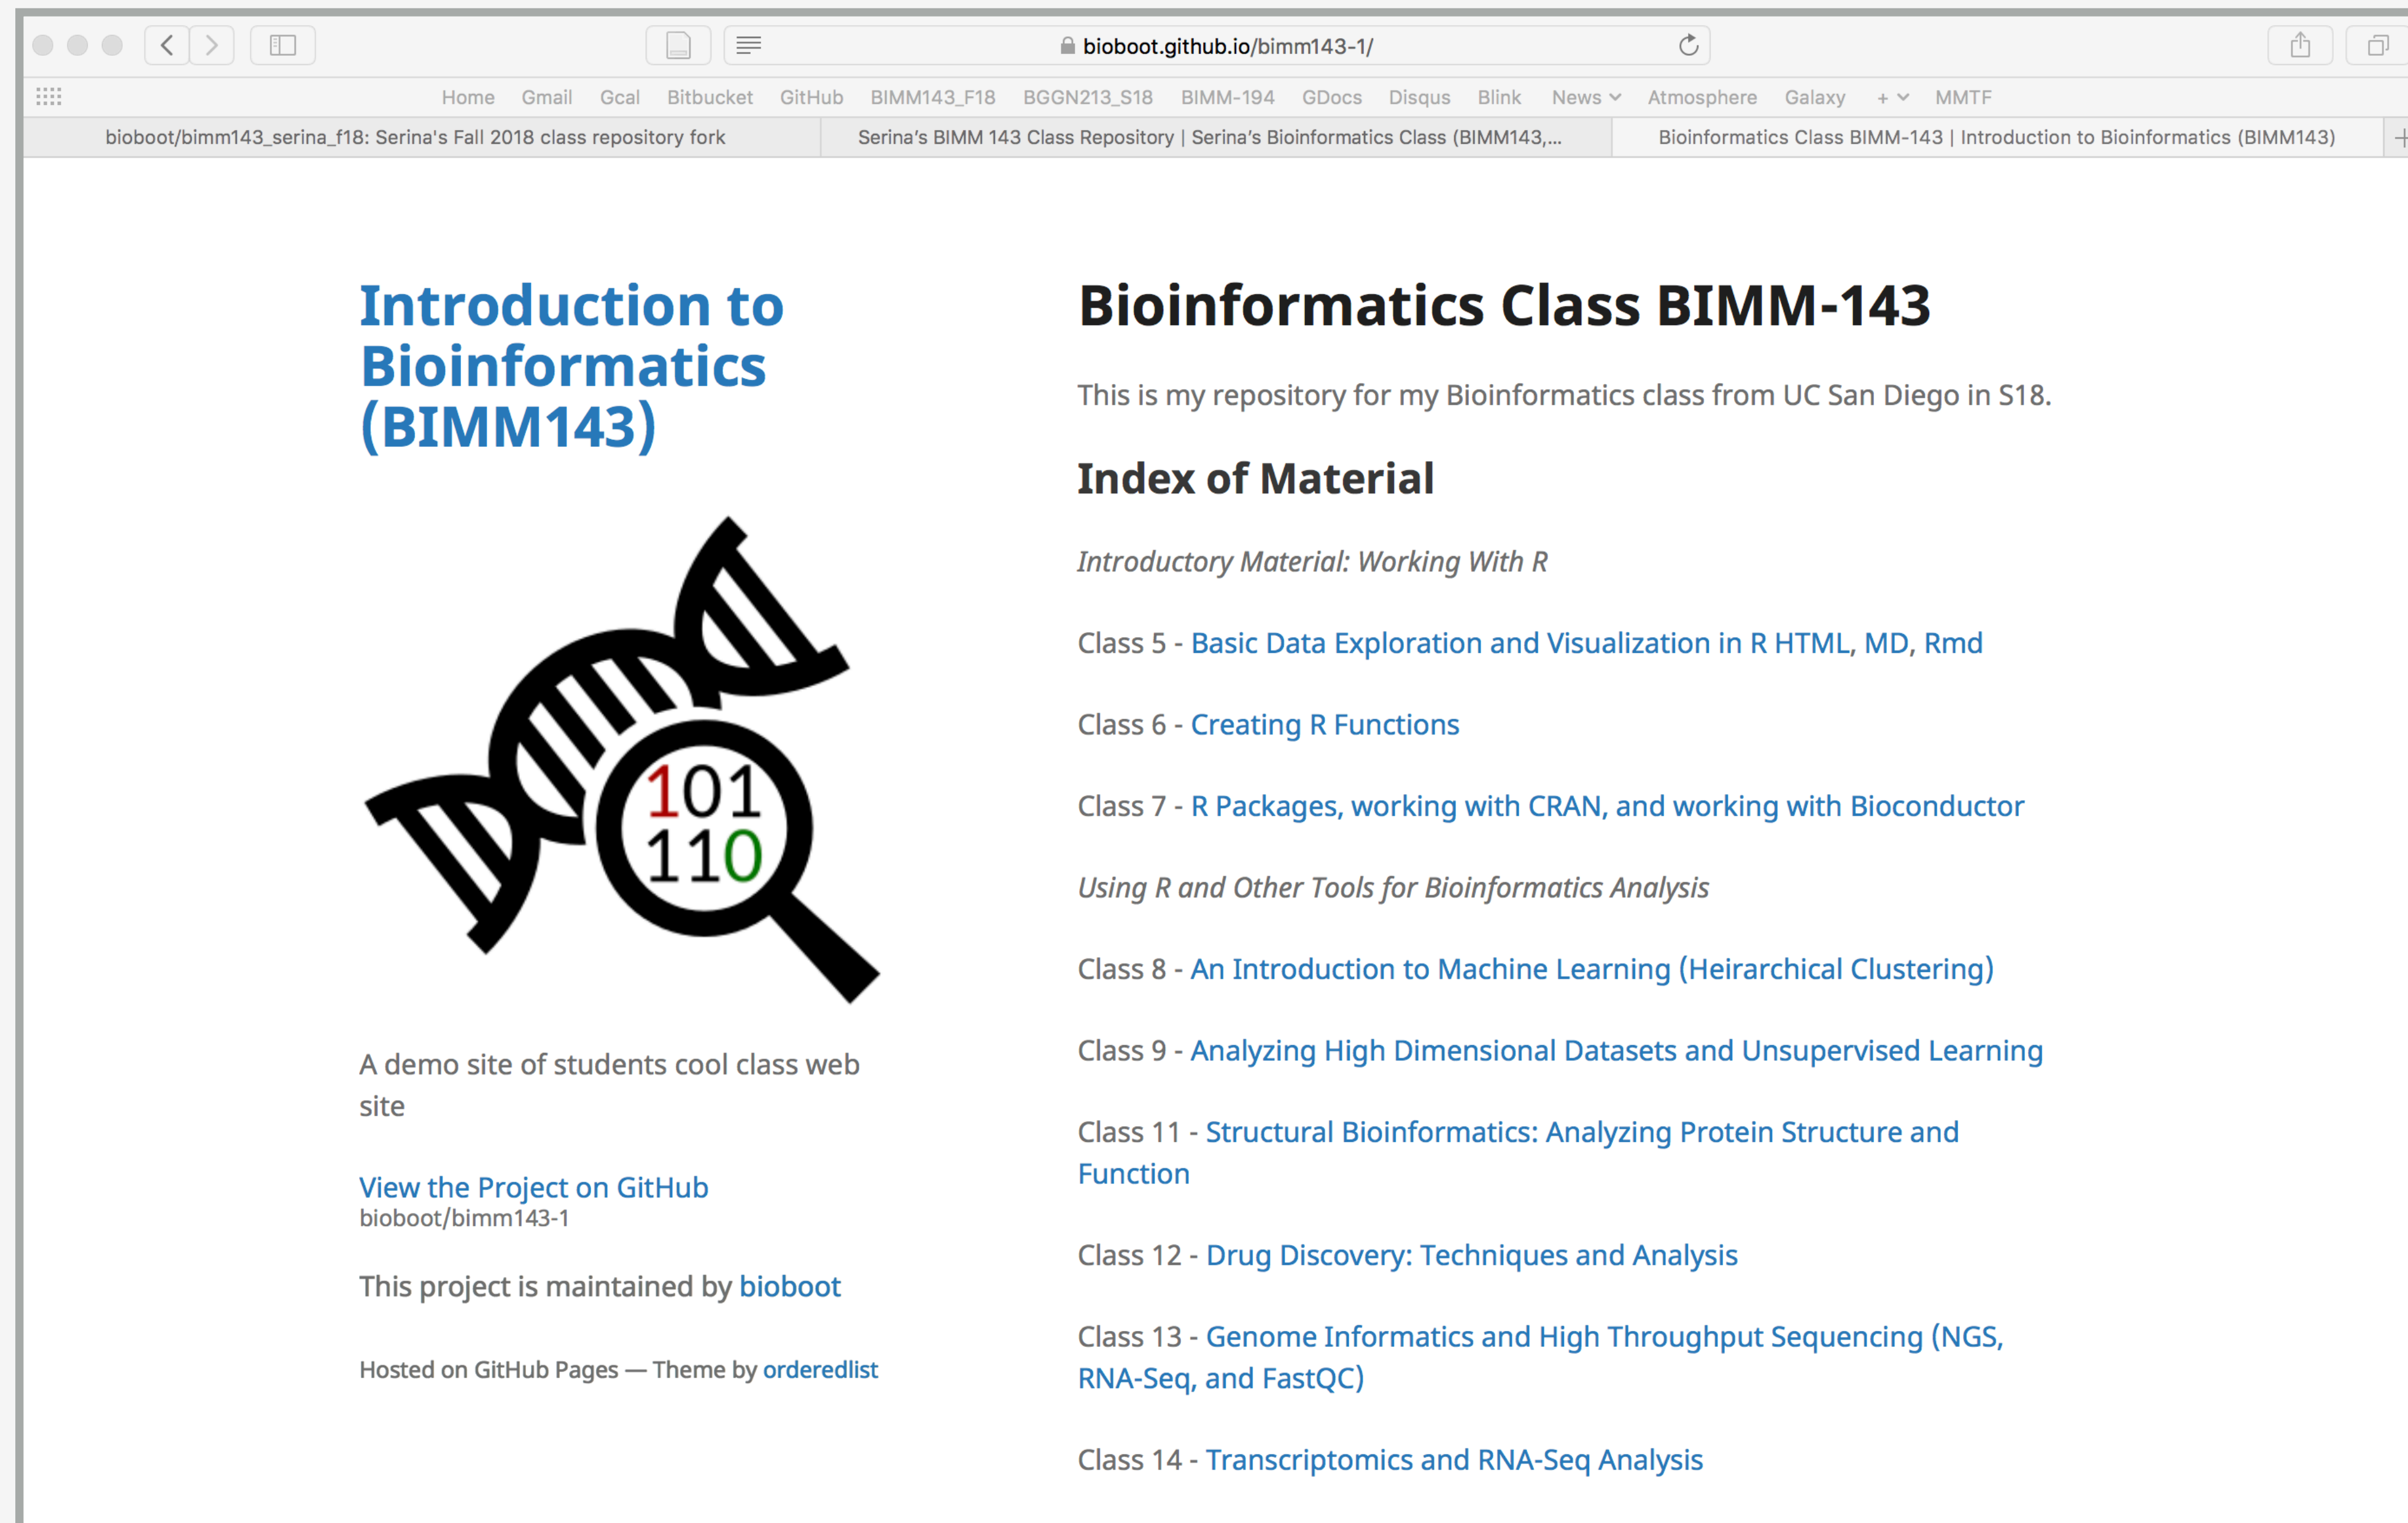 bioboot.github.io/bimm143-1/
Home Gmail Gcal Bitbucket GitHub BIMM143_F18 BGGN213_S18 BIMM-194 GDocs Disqus Blink News Atmosphere Galaxy + MMTF
bioboot/bimm143_serina_f18: Serina's Fall 2018 class repository fork
Serina’s BIMM 143 Class Repository | Serina’s Bioinformatics Class (BIMM143,...
Bioinformatics Class BIMM-143 | Introduction to Bioinformatics (BIMM143)
Introduction to
Bioinformatics
(BIMM143)
101
110
A demo site of students cool class web
site
View the Project on GitHub
bioboot/bimm143-1
This project is maintained by bioboot
Hosted on GitHub Pages — Theme by orderedlist
Bioinformatics Class BIMM-143
This is my repository for my Bioinformatics class from UC San Diego in S18.
Index of Material
Introductory Material: Working With R
Class 5 - Basic Data Exploration and Visualization in R HTML, MD, Rmd
Class 6 - Creating R Functions
Class 7 - R Packages, working with CRAN, and working with Bioconductor
Using R and Other Tools for Bioinformatics Analysis
Class 8 - An Introduction to Machine Learning (Heirarchical Clustering)
Class 9 - Analyzing High Dimensional Datasets and Unsupervised Learning
Class 11 - Structural Bioinformatics: Analyzing Protein Structure and
Function
Class 12 - Drug Discovery: Techniques and Analysis
Class 13 - Genome Informatics and High Throughput Sequencing (NGS,
RNA-Seq, and FastQC)
Class 14 - Transcriptomics and RNA-Seq Analysis